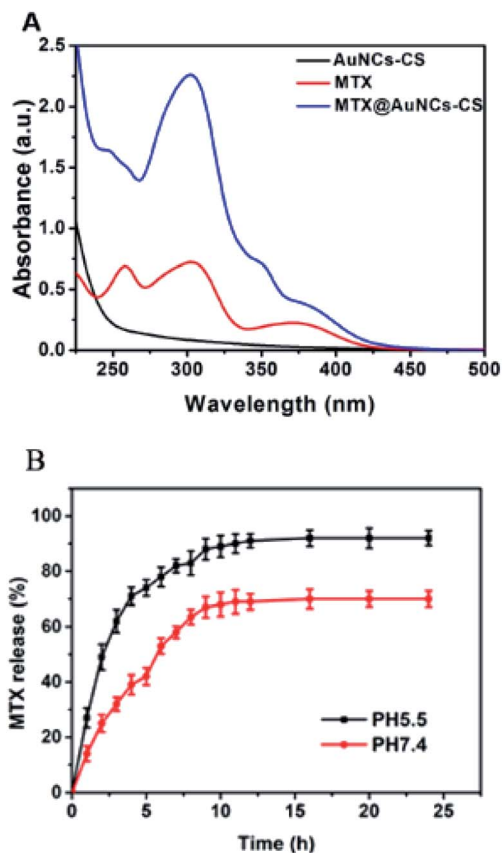 A
2.5
2.0
1.5
1.0
0.5
0.0
Absorbance (a.u.)
AuNCs-CS
MTX
MTX@AuNCs-CS
250 300 350 400 450 500
Wavelength (nm)
B
100
80
60
40
20
0
MTX release (%)
PH5.5
PH7.4
0 5 10 15 20 25
Time (h)